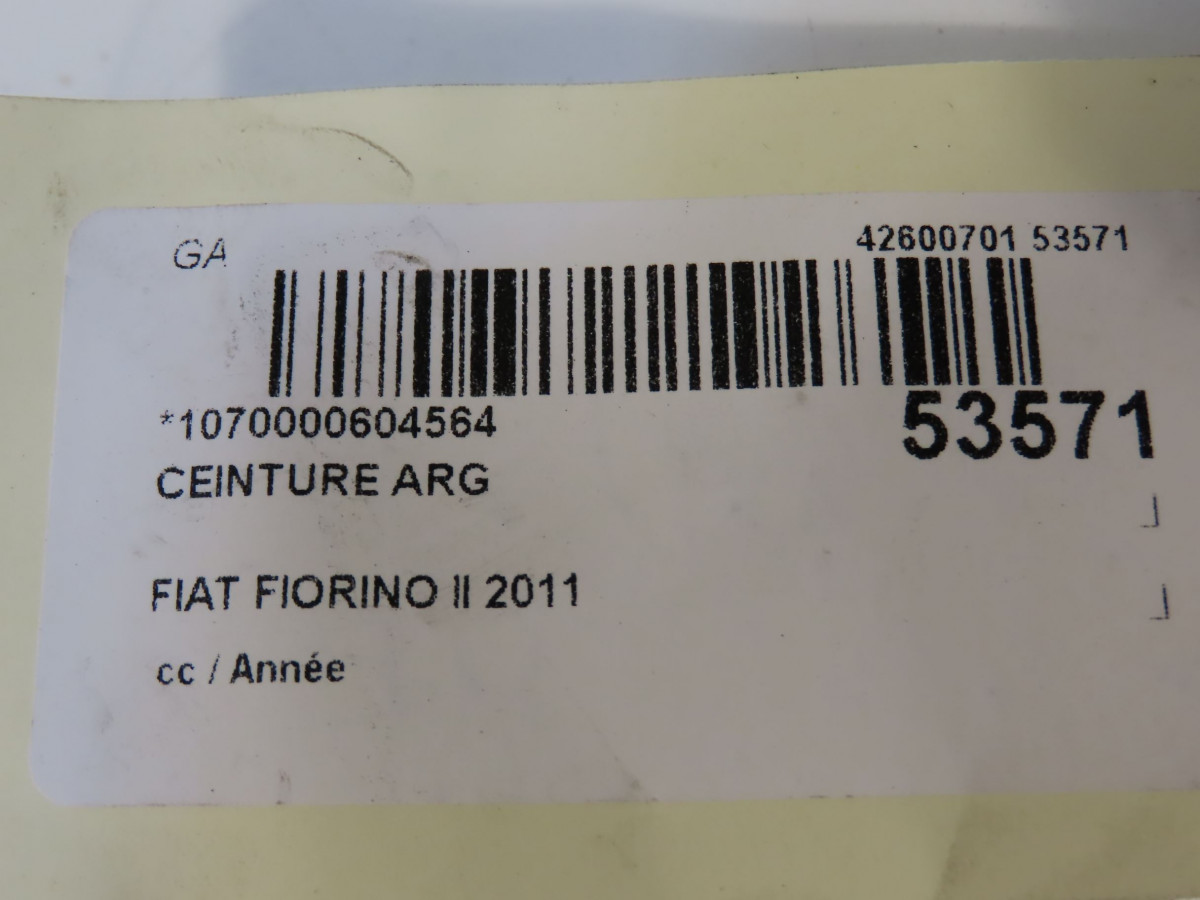 GA
42600701 53571
*1070000604564
53571
CEINTURE ARG
FIAT FIORINO II 2011
cc / Année